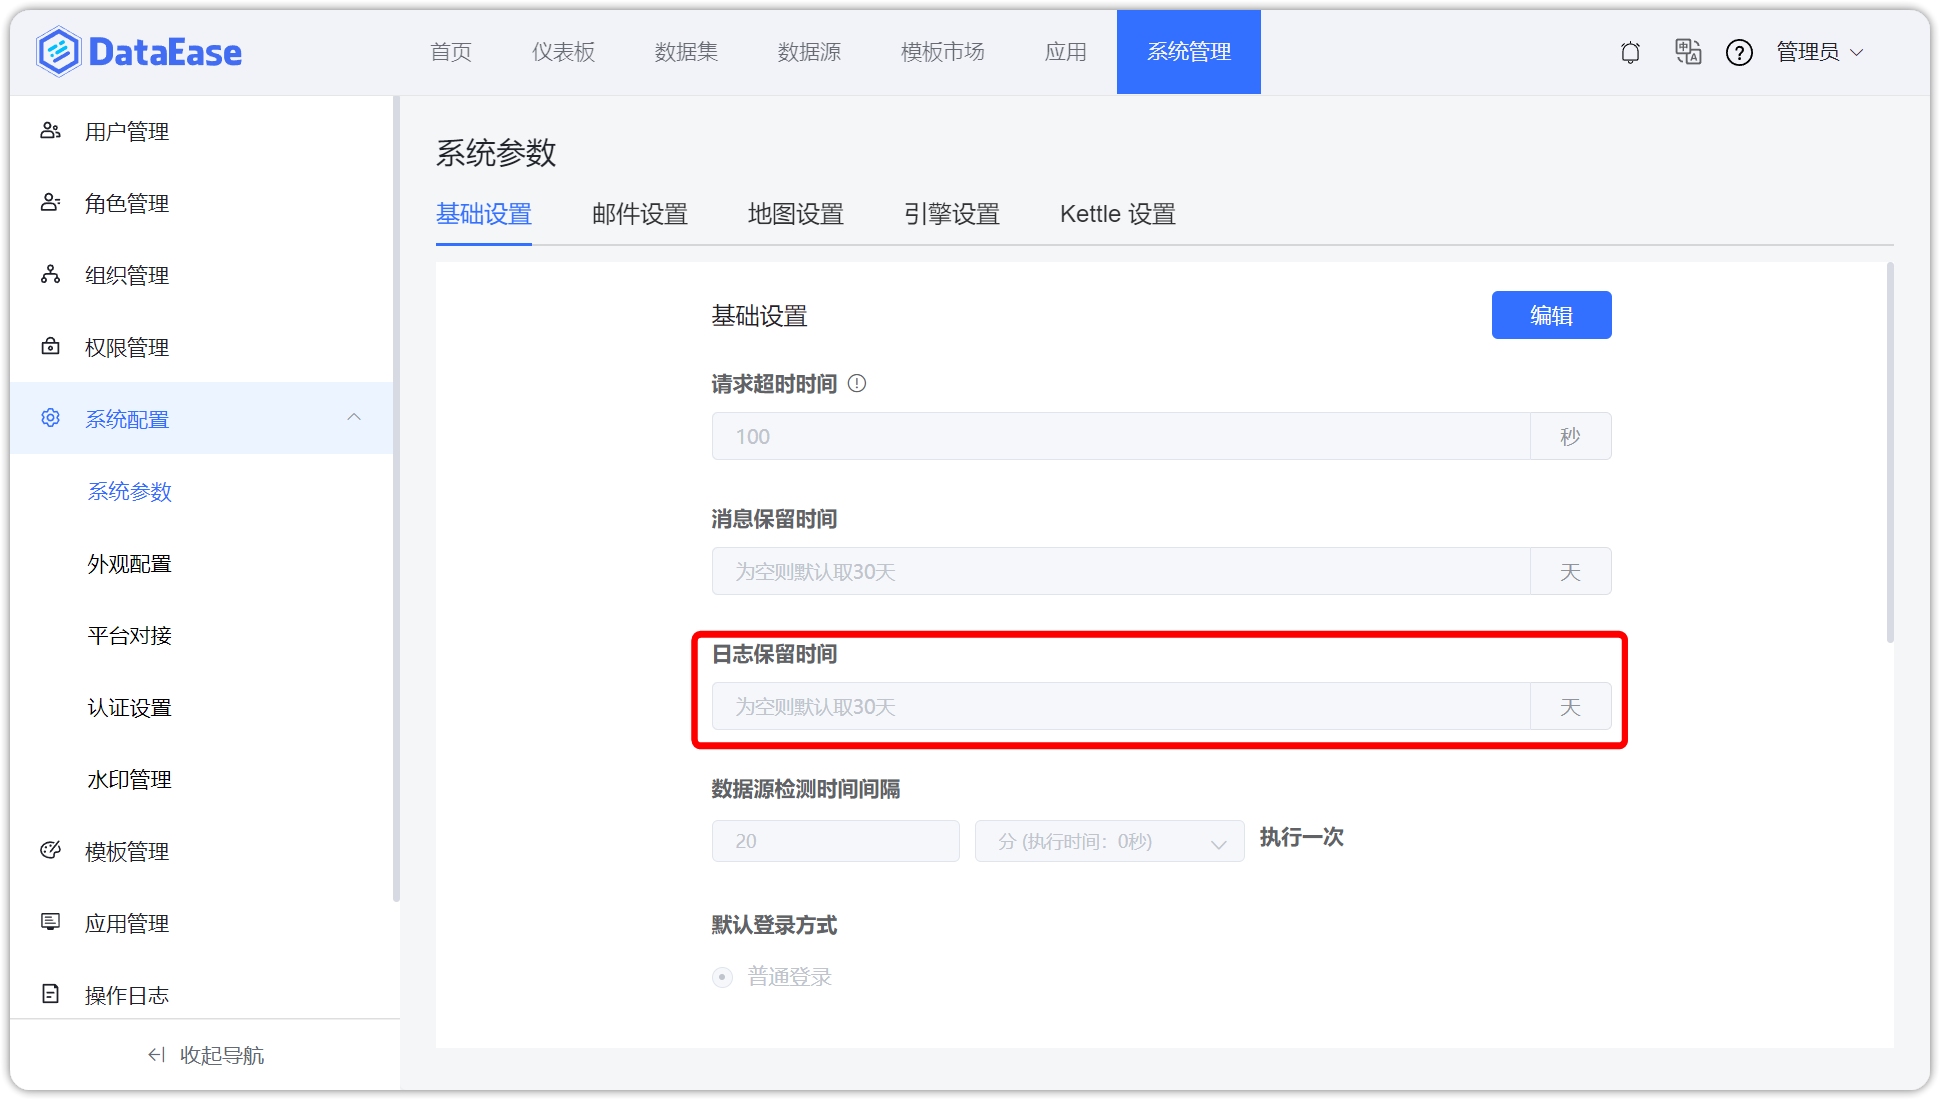 DataEase
首页
仪表板
数据集
数据源
模板市场
应用
系统管理
管理员
用户管理
角色管理
组织管理
权限管理
系统配置
系统参数
外观配置
平台对接
认证设置
水印管理
模板管理
应用管理
操作日志
收起导航
系统参数
基础设置
邮件设置
地图设置
引擎设置
Kettle 设置
基础设置
编辑
请求超时时间
100
秒
消息保留时间
为空则默认取30天
天
日志保留时间
为空则默认取30天
天
数据源检测时间间隔
20
分 (执行时间：0秒)
执行一次
默认登录方式
普通登录